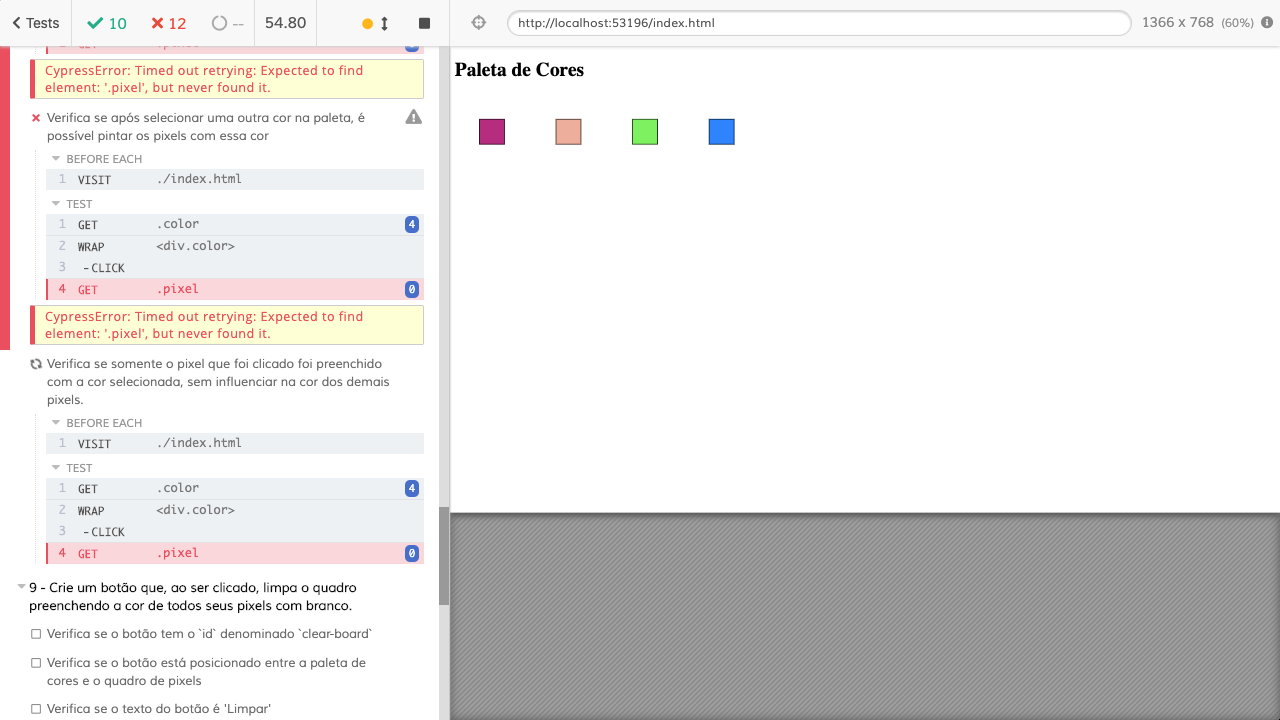 Tests
10
12
--
54.80
http://localhost:53196/index.html
1366 x 768 (60%)
CypressError: Timed out retrying: Expected to find
element: '.pixel', but never found it.
Verifica se após selecionar uma outra cor na paleta, é
possível pintar os pixels com essa cor
BEFORE EACH
1 VISIT ./index.html
TEST
1 GET .color 4
2 WRAP <div.color>
3 -CLICK
4 GET .pixel 0
CypressError: Timed out retrying: Expected to find
element: '.pixel', but never found it.
Verifica se somente o pixel que foi clicado foi preenchido
com a cor selecionada, sem influenciar na cor dos demais
pixels.
BEFORE EACH
1 VISIT ./index.html
TEST
1 GET .color 4
2 WRAP <div.color>
3 -CLICK
4 GET .pixel 0
9 - Crie um botão que, ao ser clicado, limpa o quadro
preenchendo a cor de todos seus pixels com branco.
Verifica se o botão tem o `id` denominado `clear-board`
Verifica se o botão está posicionado entre a paleta de
cores e o quadro de pixels
Verifica se o texto do botão é 'Limpar'
Paleta de Cores